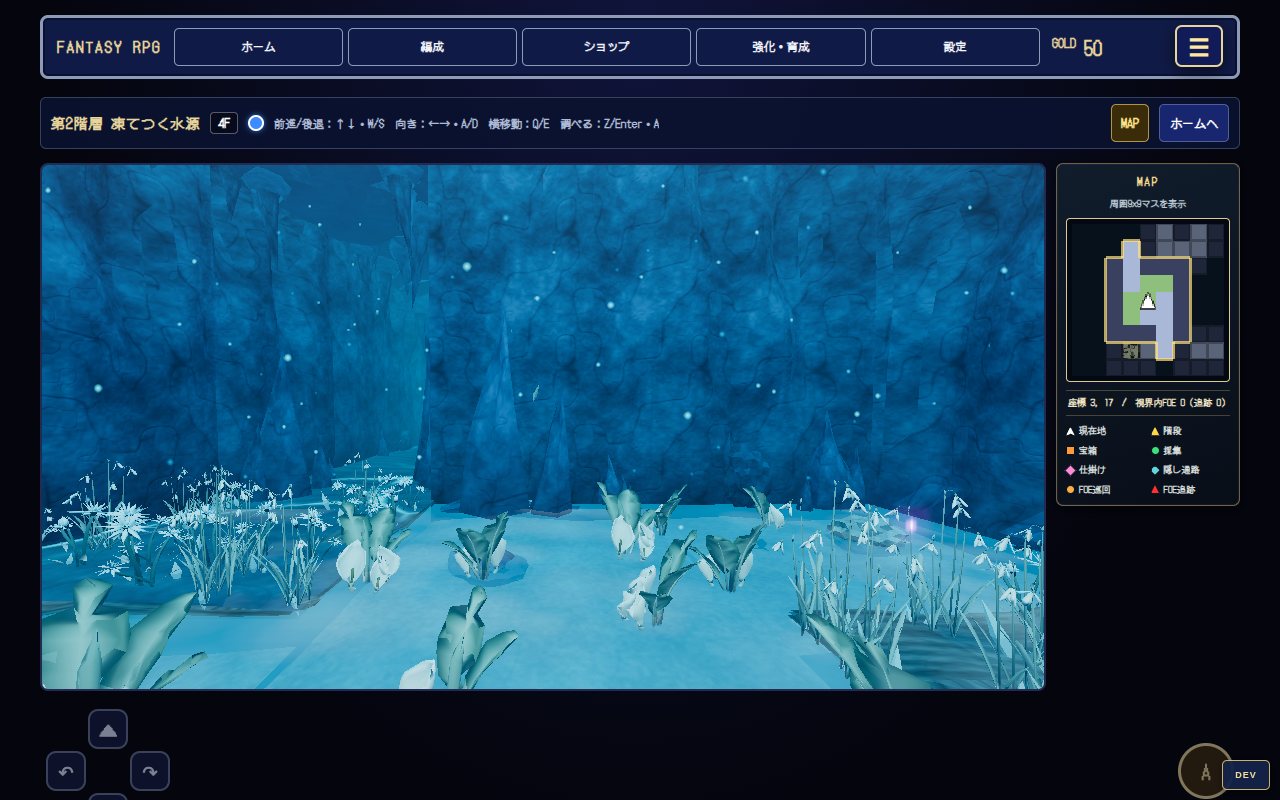 FANTASY RPG
ホーム
編成
ショップ
強化・育成
設定
GOLD 50
第2階層 凍てつく水源
4F
前進/後退：↑↓・W/S 向き：←→・A/D 横移動：Q/E 調べる：Z/Enter・A
MAP
ホームへ
MAP
周囲9x9マスを表示
座標 3, 17 / 視界内FOE 0 (追跡 0)
現在地
階段
宝箱
採集
仕掛け
隠し通路
FOE巡回
FOE追跡
A
DEV